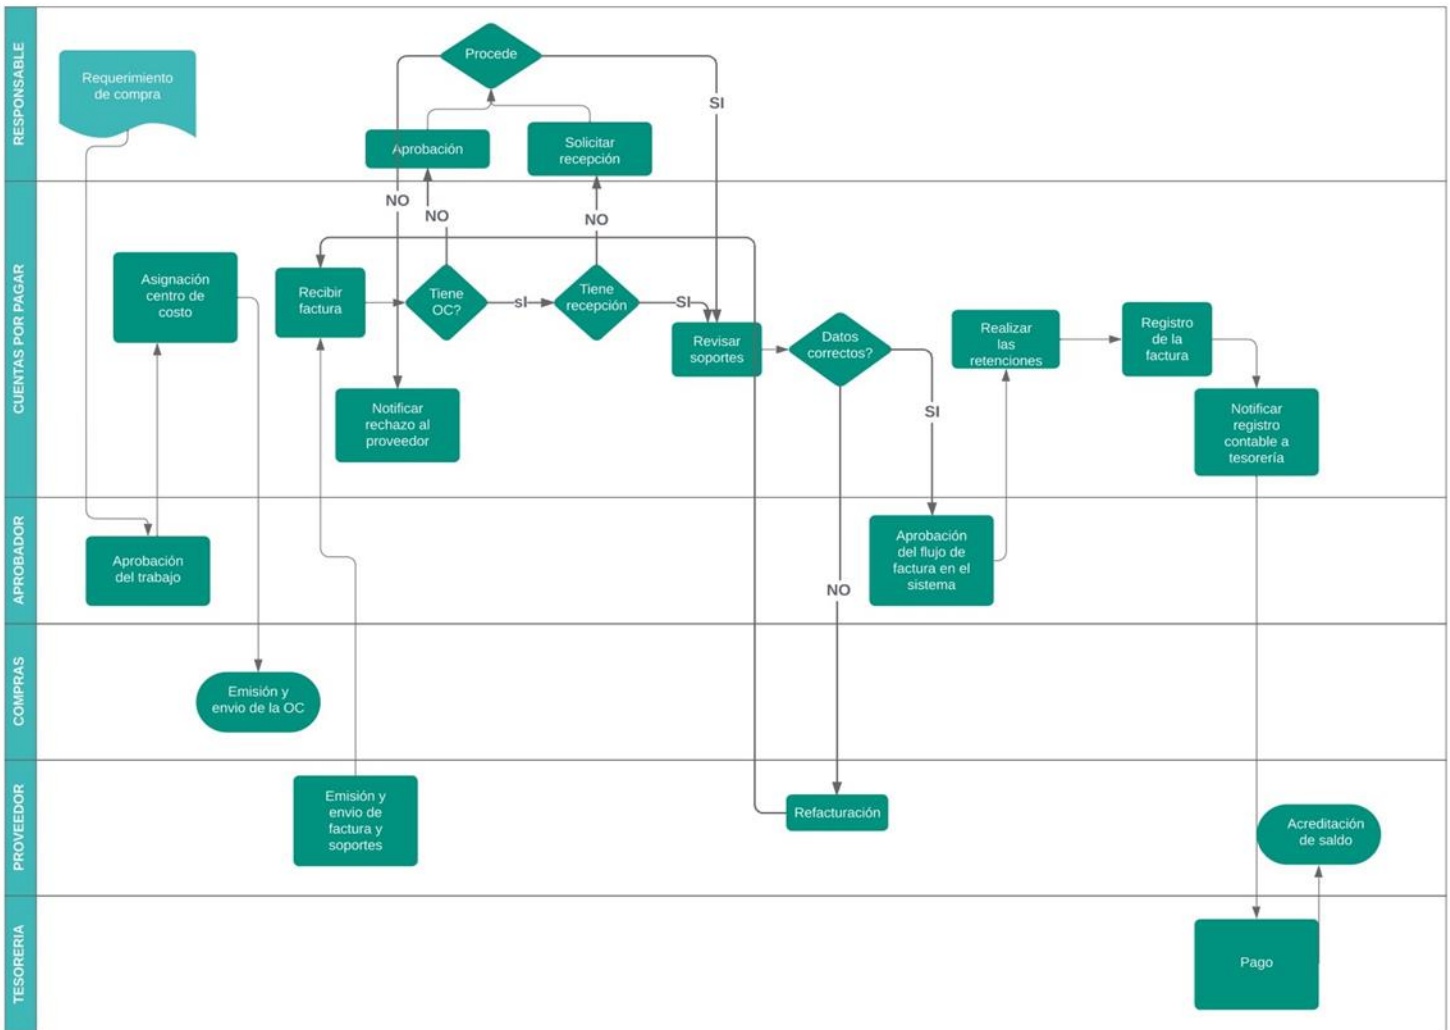 RESPONSABLE
Requerimiento
de compra
Procede
SI
Aprobación
Solicitar
recepción
NO
NO
NO
CUENTAS POR PAGAR
Asignación
centro de
costo
Recibir
factura
Tiene
OC?
sI
Tiene
recepción
SI
Revisar
soportes
Datos
correctos?
Realizar
las
retenciones
Registro
de la
factura
Notificar
rechazo al
proveedor
SI
Notificar
registro
contable a
tesorería
APROBADOR
Aprobación
del trabajo
Aprobación
del flujo de
factura en el
sistema
NO
COMPRAS
Emisión y
envio de la OC
PROVEEDOR
Emisión y
envio de
factura y
soportes
Refacturación
Acreditación
de saldo
TESORERIA
Pago